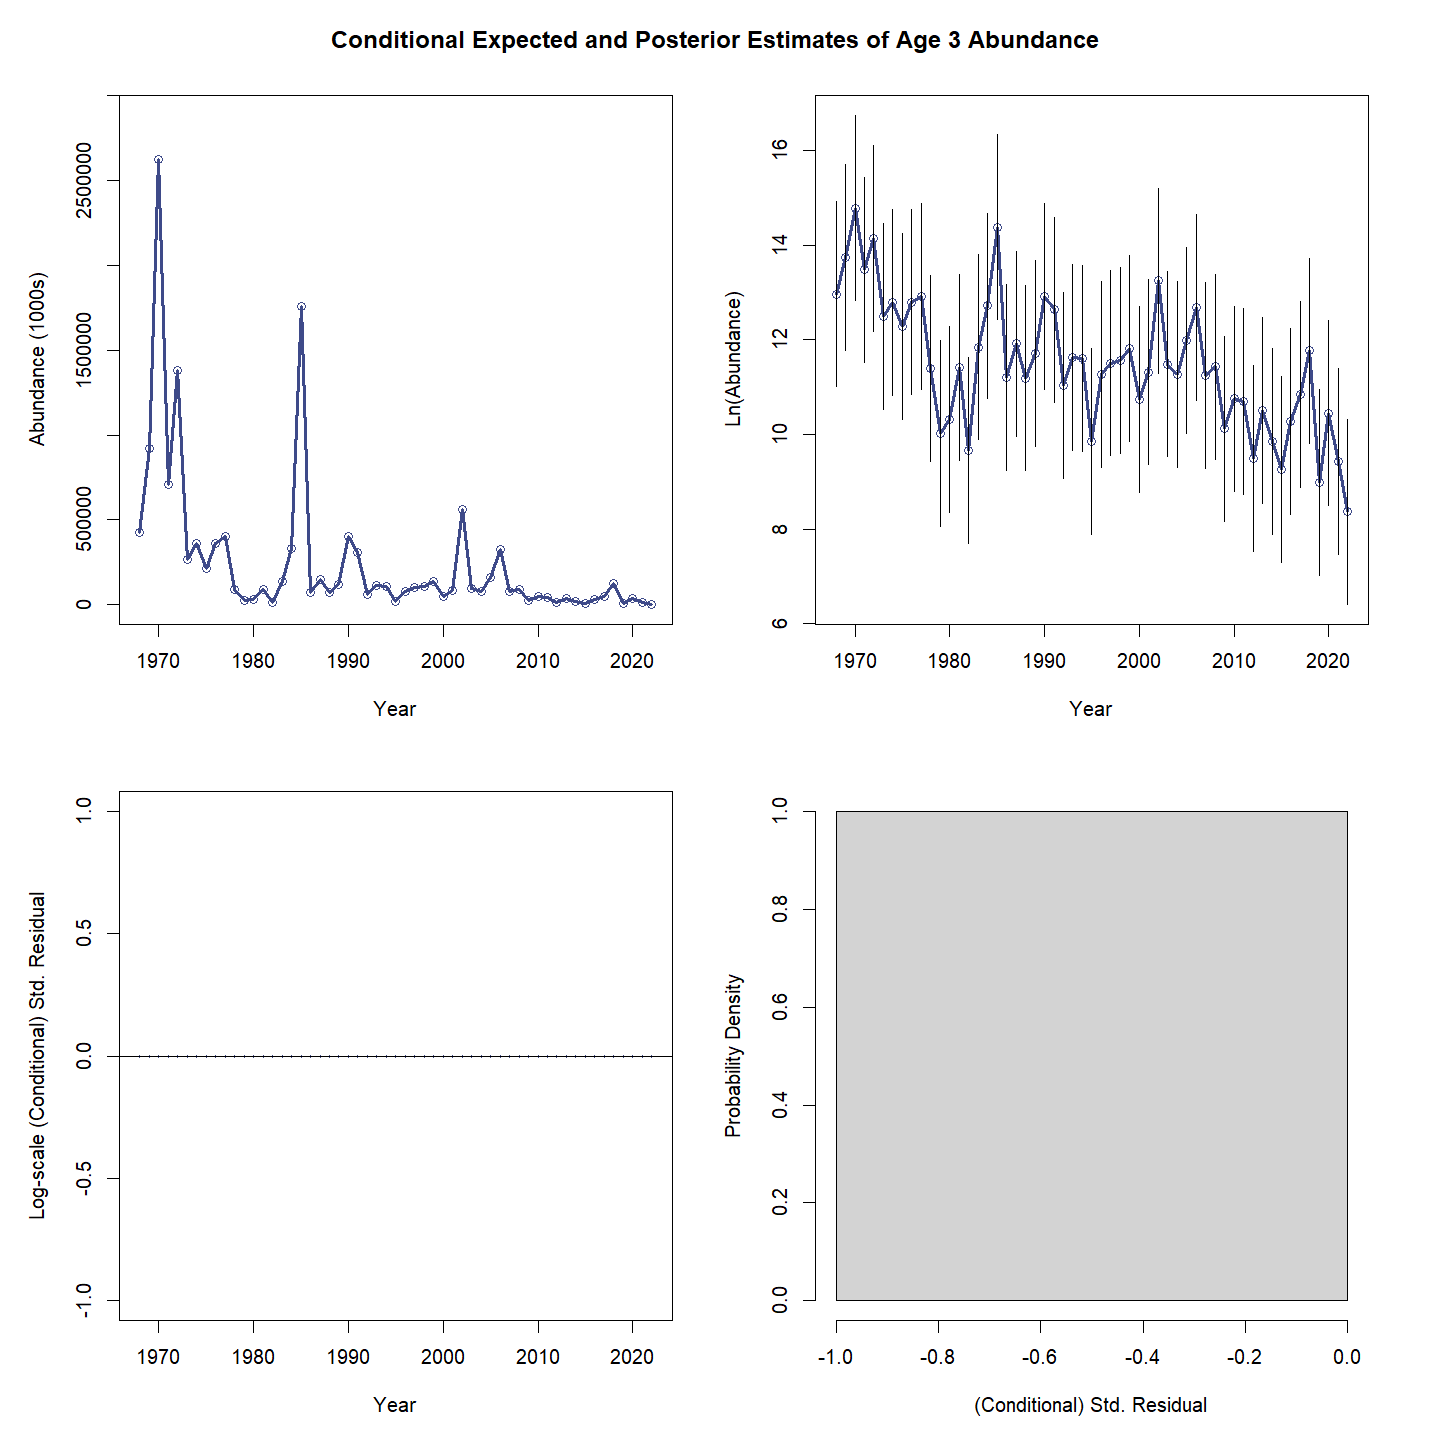 Conditional Expected and Posterior Estimates of Age 3 Abundance
Abundance (1000s)
0
500000
1500000
2500000
1970 1980 1990 2000 2010 2020
Year
Ln(Abundance)
6
8
10
12
14
16
1970 1980 1990 2000 2010 2020
Year
Log-scale (Conditional) Std. Residual
-1.0
-0.5
0.0
0.5
1.0
1970 1980 1990 2000 2010 2020
Year
Probability Density
0.0
0.2
0.4
0.6
0.8
1.0
-1.0 -0.8 -0.6 -0.4 -0.2 0.0
(Conditional) Std. Residual